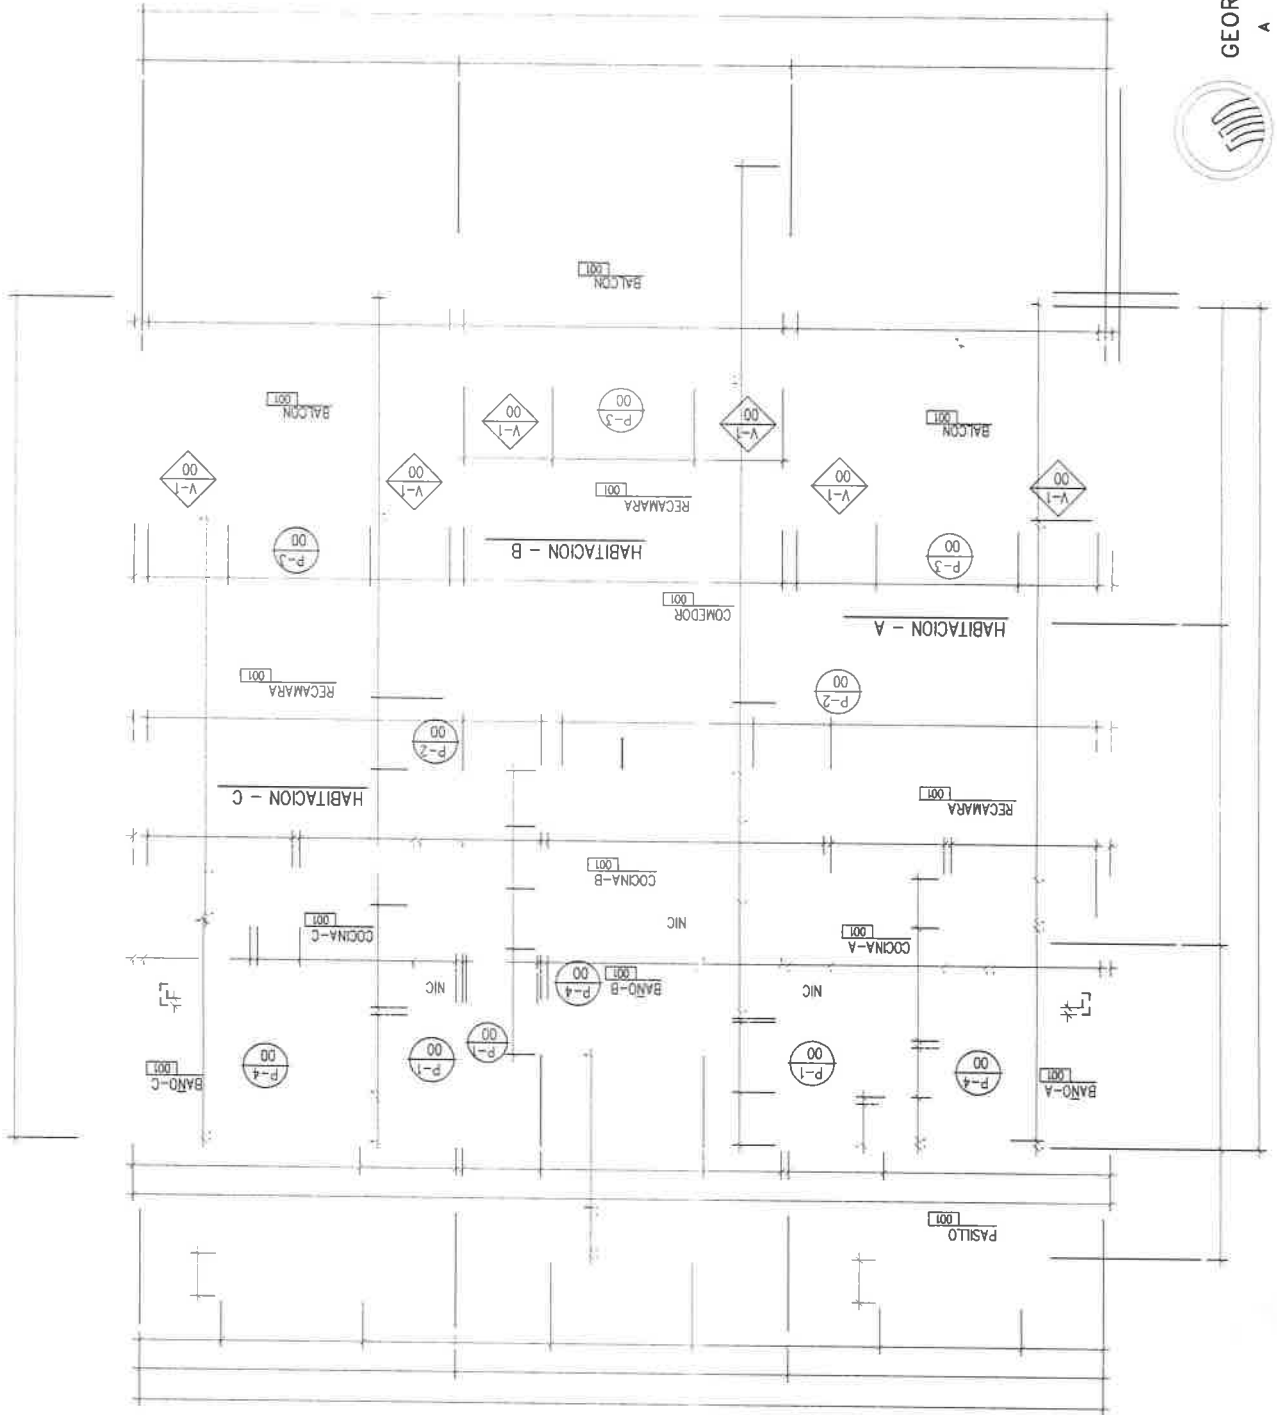 PASILLO
001
BAÑO-A
001
P-4
00
P-1
00
P-1
00
P-1
00
P-4
00
BAÑO-C
001
NIC
BAÑO-B
001
P-4
00
NIC
COCINA-A
001
NIC
COCINA-B
001
COCINA-C
001
RECAMARA
001
HABITACION - C
P-2
00
P-2
00
RECAMARA
001
HABITACION - A
COMEDOR
001
P-3
00
HABITACION - B
P-3
00
V-1
00
V-1
00
RECAMARA
001
V-1
00
V-1
00
BALCON
001
V-1
00
P-3
00
V-1
00
BALCON
001
BALCON
001
GEOR
A